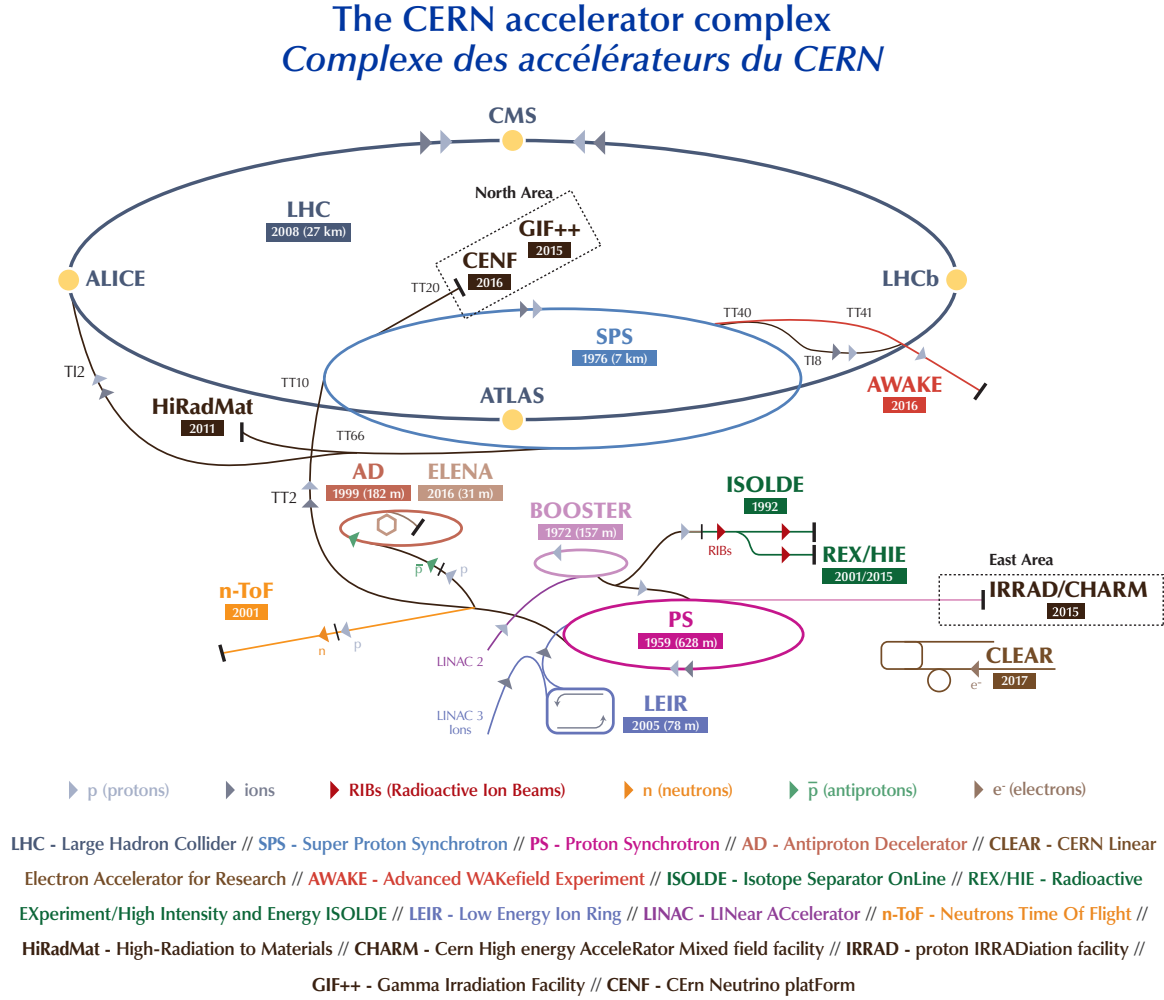 The CERN accelerator complex
Complexe des accélérateurs du CERN
CMS
North Area
LHC
2008 (27 km)
GIF++
2015
CENF
2016
ALICE
LHCb
TT20
TT40
TT41
SPS
1976 (7 km)
TI8
TI2
TT10
AWAKE
2016
ATLAS
HiRadMat
2011
TT66
AD
1999 (182 m)
ELENA
2016 (31 m)
TT2
ISOLDE
1992
BOOSTER
1972 (157 m)
RIBs
REX/HIE
2001/2015
East Area
p̅
p
n-ToF
2001
IRRAD/CHARM
2015
PS
1959 (628 m)
n
p
LINAC 2
CLEAR
2017
e-
LEIR
2005 (78 m)
LINAC 3
Ions
p (protons)
ions
RIBs (Radioactive Ion Beams)
n (neutrons)
p̅ (antiprotons)
e- (electrons)
LHC - Large Hadron Collider // SPS - Super Proton Synchrotron // PS - Proton Synchrotron // AD - Antiproton Decelerator // CLEAR - CERN Linear
Electron Accelerator for Research // AWAKE - Advanced WAKefield Experiment // ISOLDE - Isotope Separator OnLine // REX/HIE - Radioactive
EXperiment/High Intensity and Energy ISOLDE // LEIR - Low Energy Ion Ring // LINAC - LINear ACcelerator // n-ToF - Neutrons Time Of Flight //
HiRadMat - High-Radiation to Materials // CHARM - Cern High energy AcceleRator Mixed field facility // IRRAD - proton IRRADiation facility //
GIF++ - Gamma Irradiation Facility // CENF - CErn Neutrino platForm